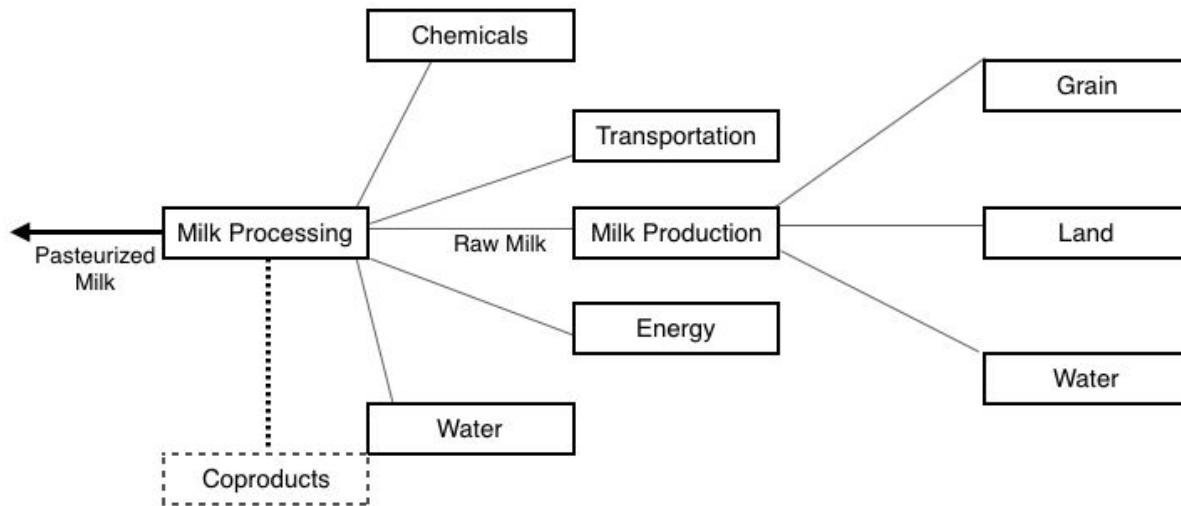 Chemicals
Grain
Transportation
Milk Processing
Raw Milk
Milk Production
Land
Pasteurized
Milk
Energy
Water
Water
Coproducts